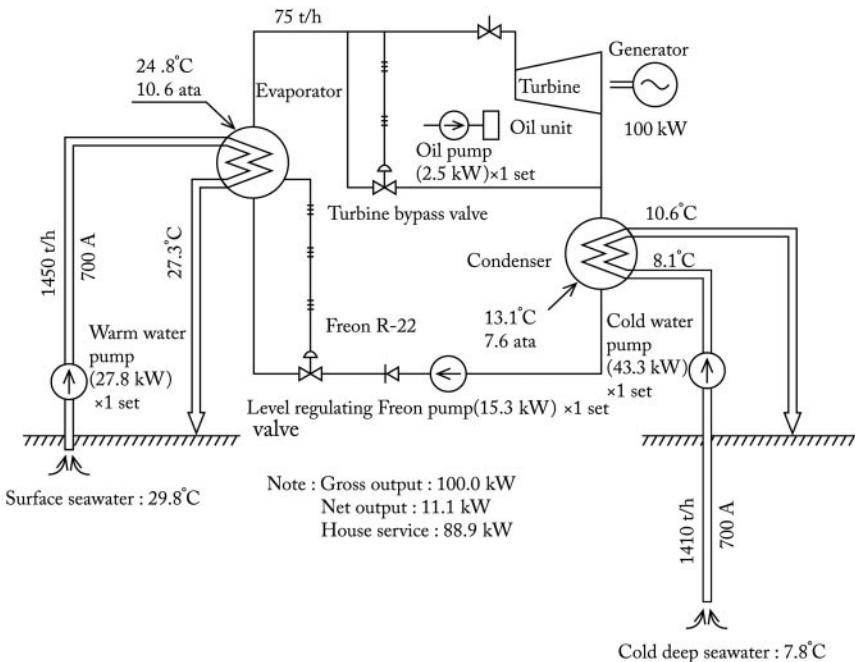 75 t/h
24 .8°C
10. 6 ata
Evaporator
Turbine
Generator
100 kW
Oil unit
Oil pump
(2.5 kW)×1 set
Turbine bypass valve
1450 t/h
700 A
27.3°C
10.6°C
8.1°C
Condenser
13.1°C
7.6 ata
Freon R-22
Warm water
pump
(27.8 kW)
×1 set
Cold water
pump
(43.3 kW)
×1 set
Level regulating Freon pump(15.3 kW) ×1 set
valve
Surface seawater : 29.8°C
Note : Gross output : 100.0 kW
Net output : 11.1 kW
House service : 88.9 kW
1410 t/h
700 A
Cold deep seawater : 7.8°C